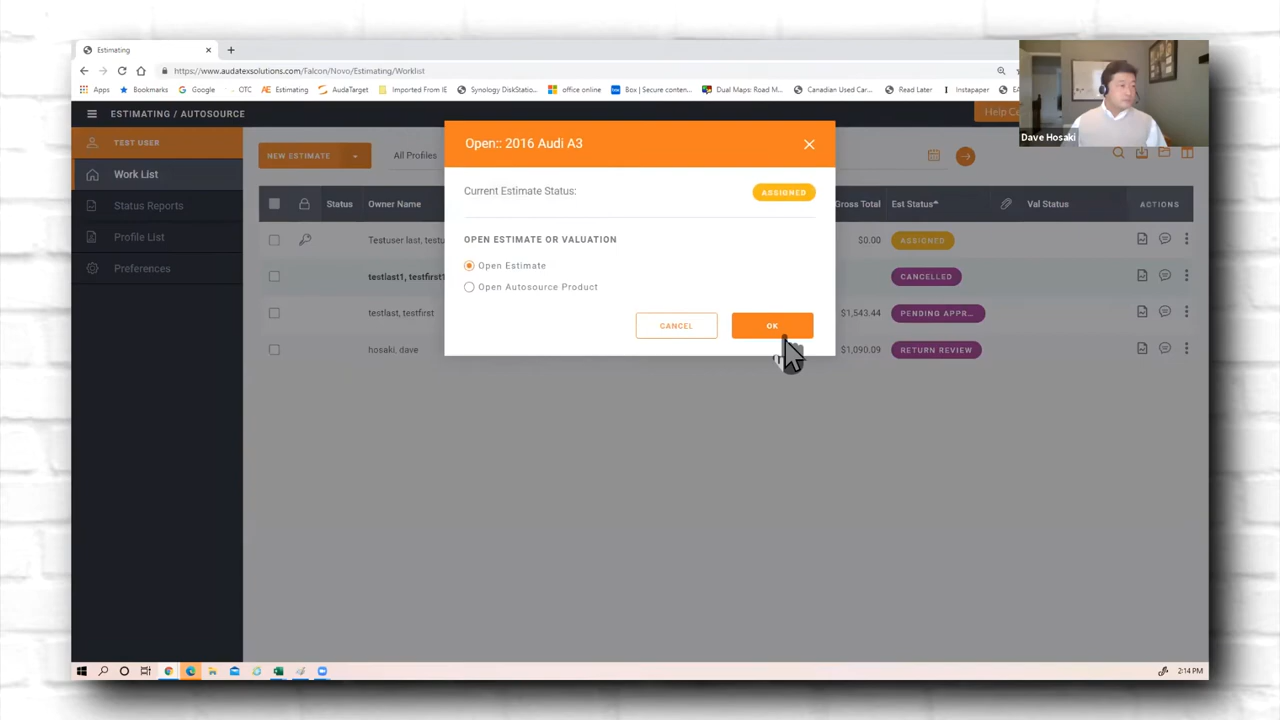 Estimating
https://www.audatexsolutions.com/Falcon/Novo/Estimating/Worklist
Apps Bookmarks Google OTC Estimating AudaTarget Imported From IE Synology DiskStatio... office online Box | Secure conten... Dual Maps: Road M... Canadian Used Car... Read Later Instapaper
Dave Hosaki
ESTIMATING / AUTOSOURCE
Help Ce
TEST USER
Work List
Status Reports
Profile List
Preferences
NEW ESTIMATE
All Profiles
Status Owner Name Gross Total Est Status Val Status ACTIONS
Testuser last, testu $0.00 ASSIGNED
testlast1, testfirst1 CANCELLED
testlast, testfirst $1,543.44 PENDING APPR...
hosaki, dave $1,090.09 RETURN REVIEW
Open:: 2016 Audi A3
Current Estimate Status: ASSIGNED
OPEN ESTIMATE OR VALUATION
Open Estimate
Open Autosource Product
CANCEL OK
2:14 PM